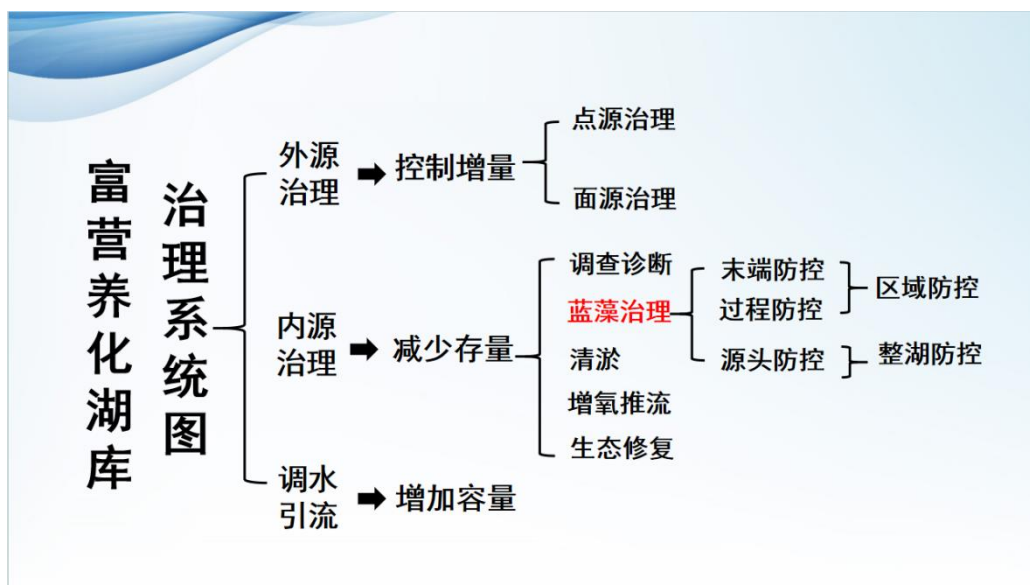 富营养化湖库
治理系统图
外源
治理
控制增量
点源治理
面源治理
内源
治理
减少存量
调查诊断
蓝藻治理
清淤
增氧推流
生态修复
末端防控
过程防控
源头防控
区域防控
整湖防控
调水
引流
增加容量